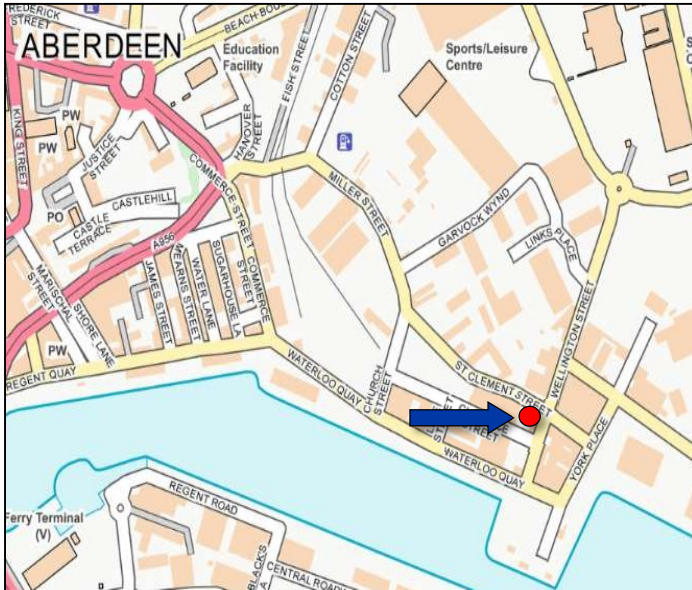 FREDERICK
STREET
BEACH-BOU
ABERDEEN
Education
Facility
Sports/Leisure
Centre
S
C
FISH STREET
COTTON STREET
KING STREET
PW
PW
JUSTICE
STREET
HANOVER
STREET
COMMERCE STREET
MILLER STREET
GARVOCK WYND
LINKS PLACE
PO
CASTLEHILL
CASTLE
TERRACE
A956
MARISCHAL
STREET
SHORE LANE
JAMES STREET
MEARNS STREET
WATER LANE
SUGARHOUSE LA
COMMERCE
STREET
WELLINGTON STREET
PW
REGENT QUAY
WATERLOO QUAY
CHURCH
STREET
ST CLEMENT STREET
STREET
YORK PLACE
WATERLOO QUAY
REGENT ROAD
Ferry Terminal
(V)
BLACK'S
CENTRAL ROAD